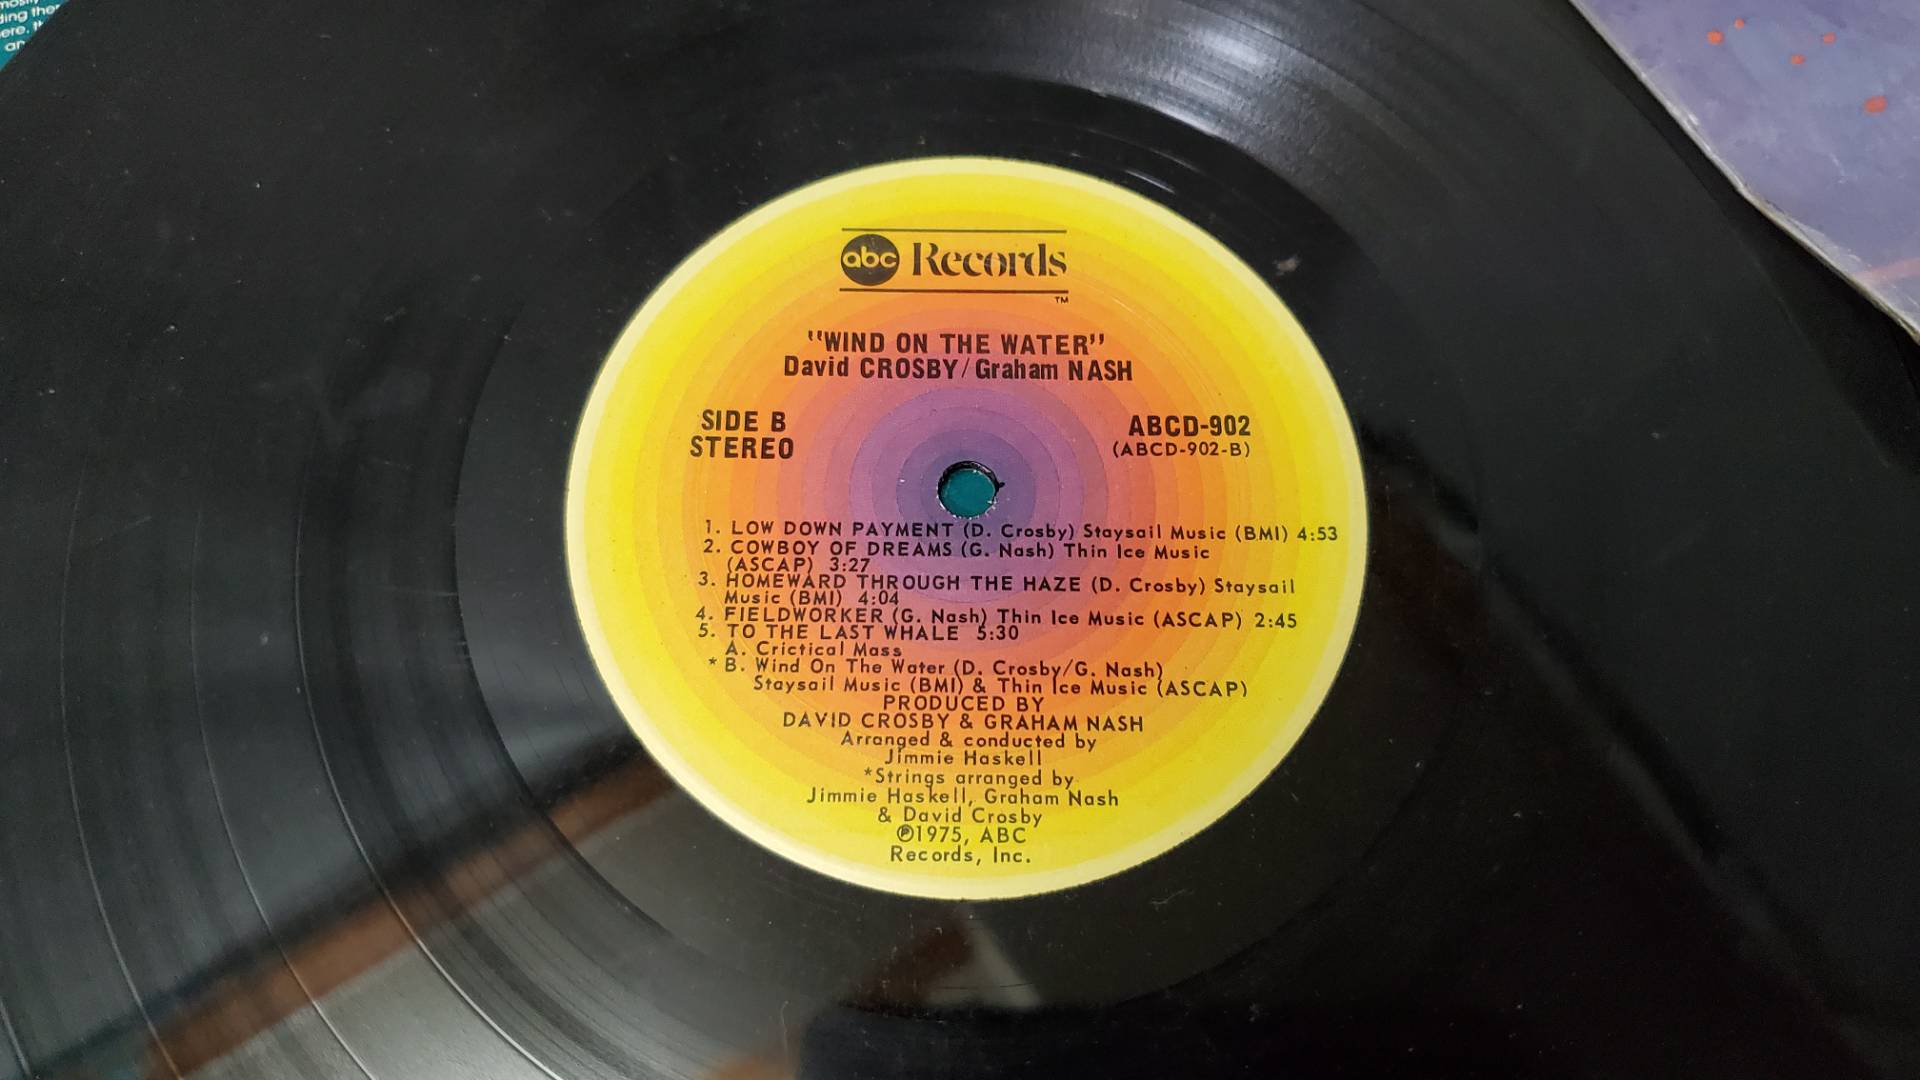 mostly
ding ther
ere, 
an
abc Records
TM
"WIND ON THE WATER"
David CROSBY/Graham NASH
SIDE B
STEREO
ABCD-902
(ABCD-902-B)
1. LOW DOWN PAYMENT (D. Crosby) Staysail Music (BMI) 4:53
2. COWBOY OF DREAMS (G. Nash) Thin Ice Music
(ASCAP) 3:27
3. HOMEWARD THROUGH THE HAZE (D. Crosby) Staysail
Music (BMI) 4:04
4. FIELDWORKER (G. Nash) Thin Ice Music (ASCAP) 2:45
5. TO THE LAST WHALE 5:30
A. Crictical Mass
* B. Wind On The Water (D. Crosby/G. Nash)
Staysail Music (BMI) & Thin Ice Music (ASCAP)
PRODUCED BY
DAVID CROSBY & GRAHAM NASH
Arranged & conducted by
Jimmie Haskell
*Strings arranged by
Jimmie Haskell, Graham Nash
& David Crosby
℗1975, ABC
Records, Inc.